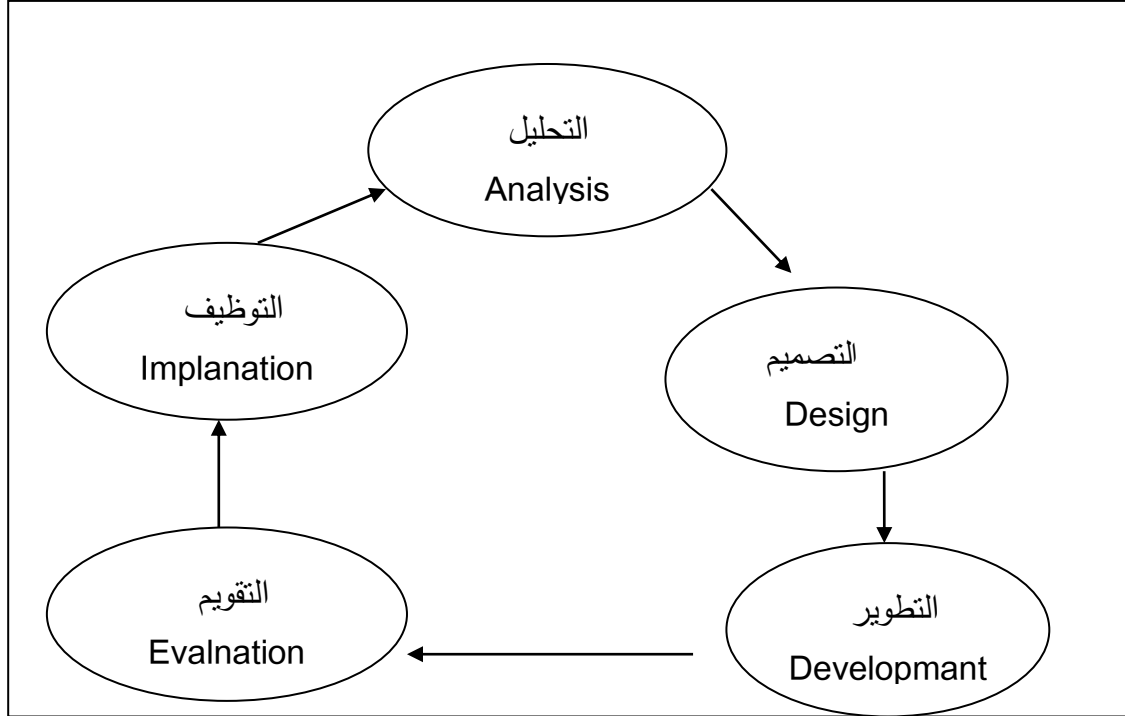 التحليل
Analysis
التصميم
Design
التطوير
Developmant
التقويم
Evalnation
التوظيف
Implanation